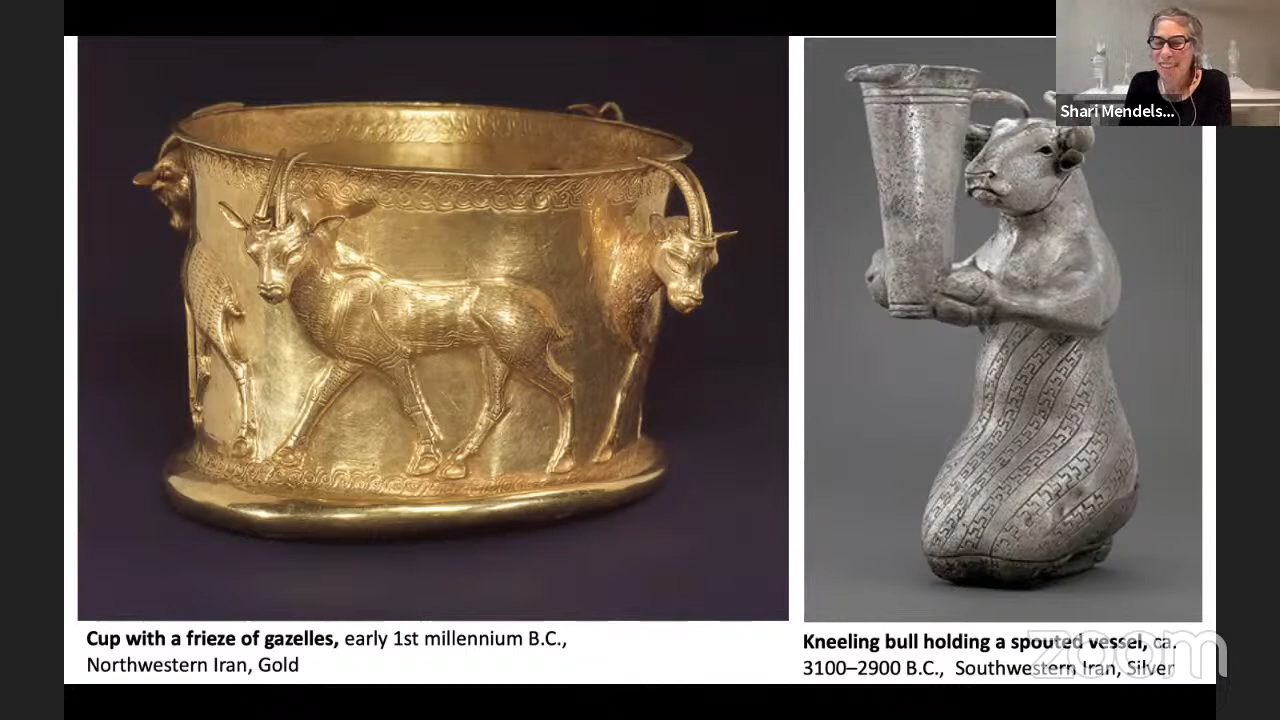 Shari Mendels...
Cup with a frieze of gazelles, early 1st millennium B.C.,
Northwestern Iran, Gold
Kneeling bull holding a spouted vessel, ca.
3100–2900 B.C., Southwestern Iran, Silver
zoom